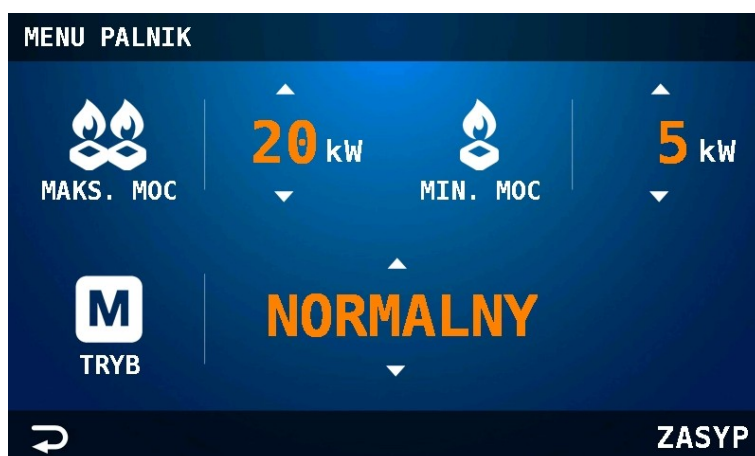 MENU PALNIK
20 kW
5 kW
MAKS. MOC
MIN. MOC
M
NORMALNY
TRYB
ZASYP